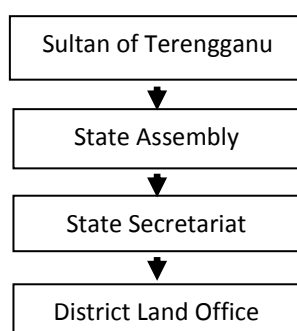 Sultan of Terengganu
State Assembly
State Secretariat
District Land Office